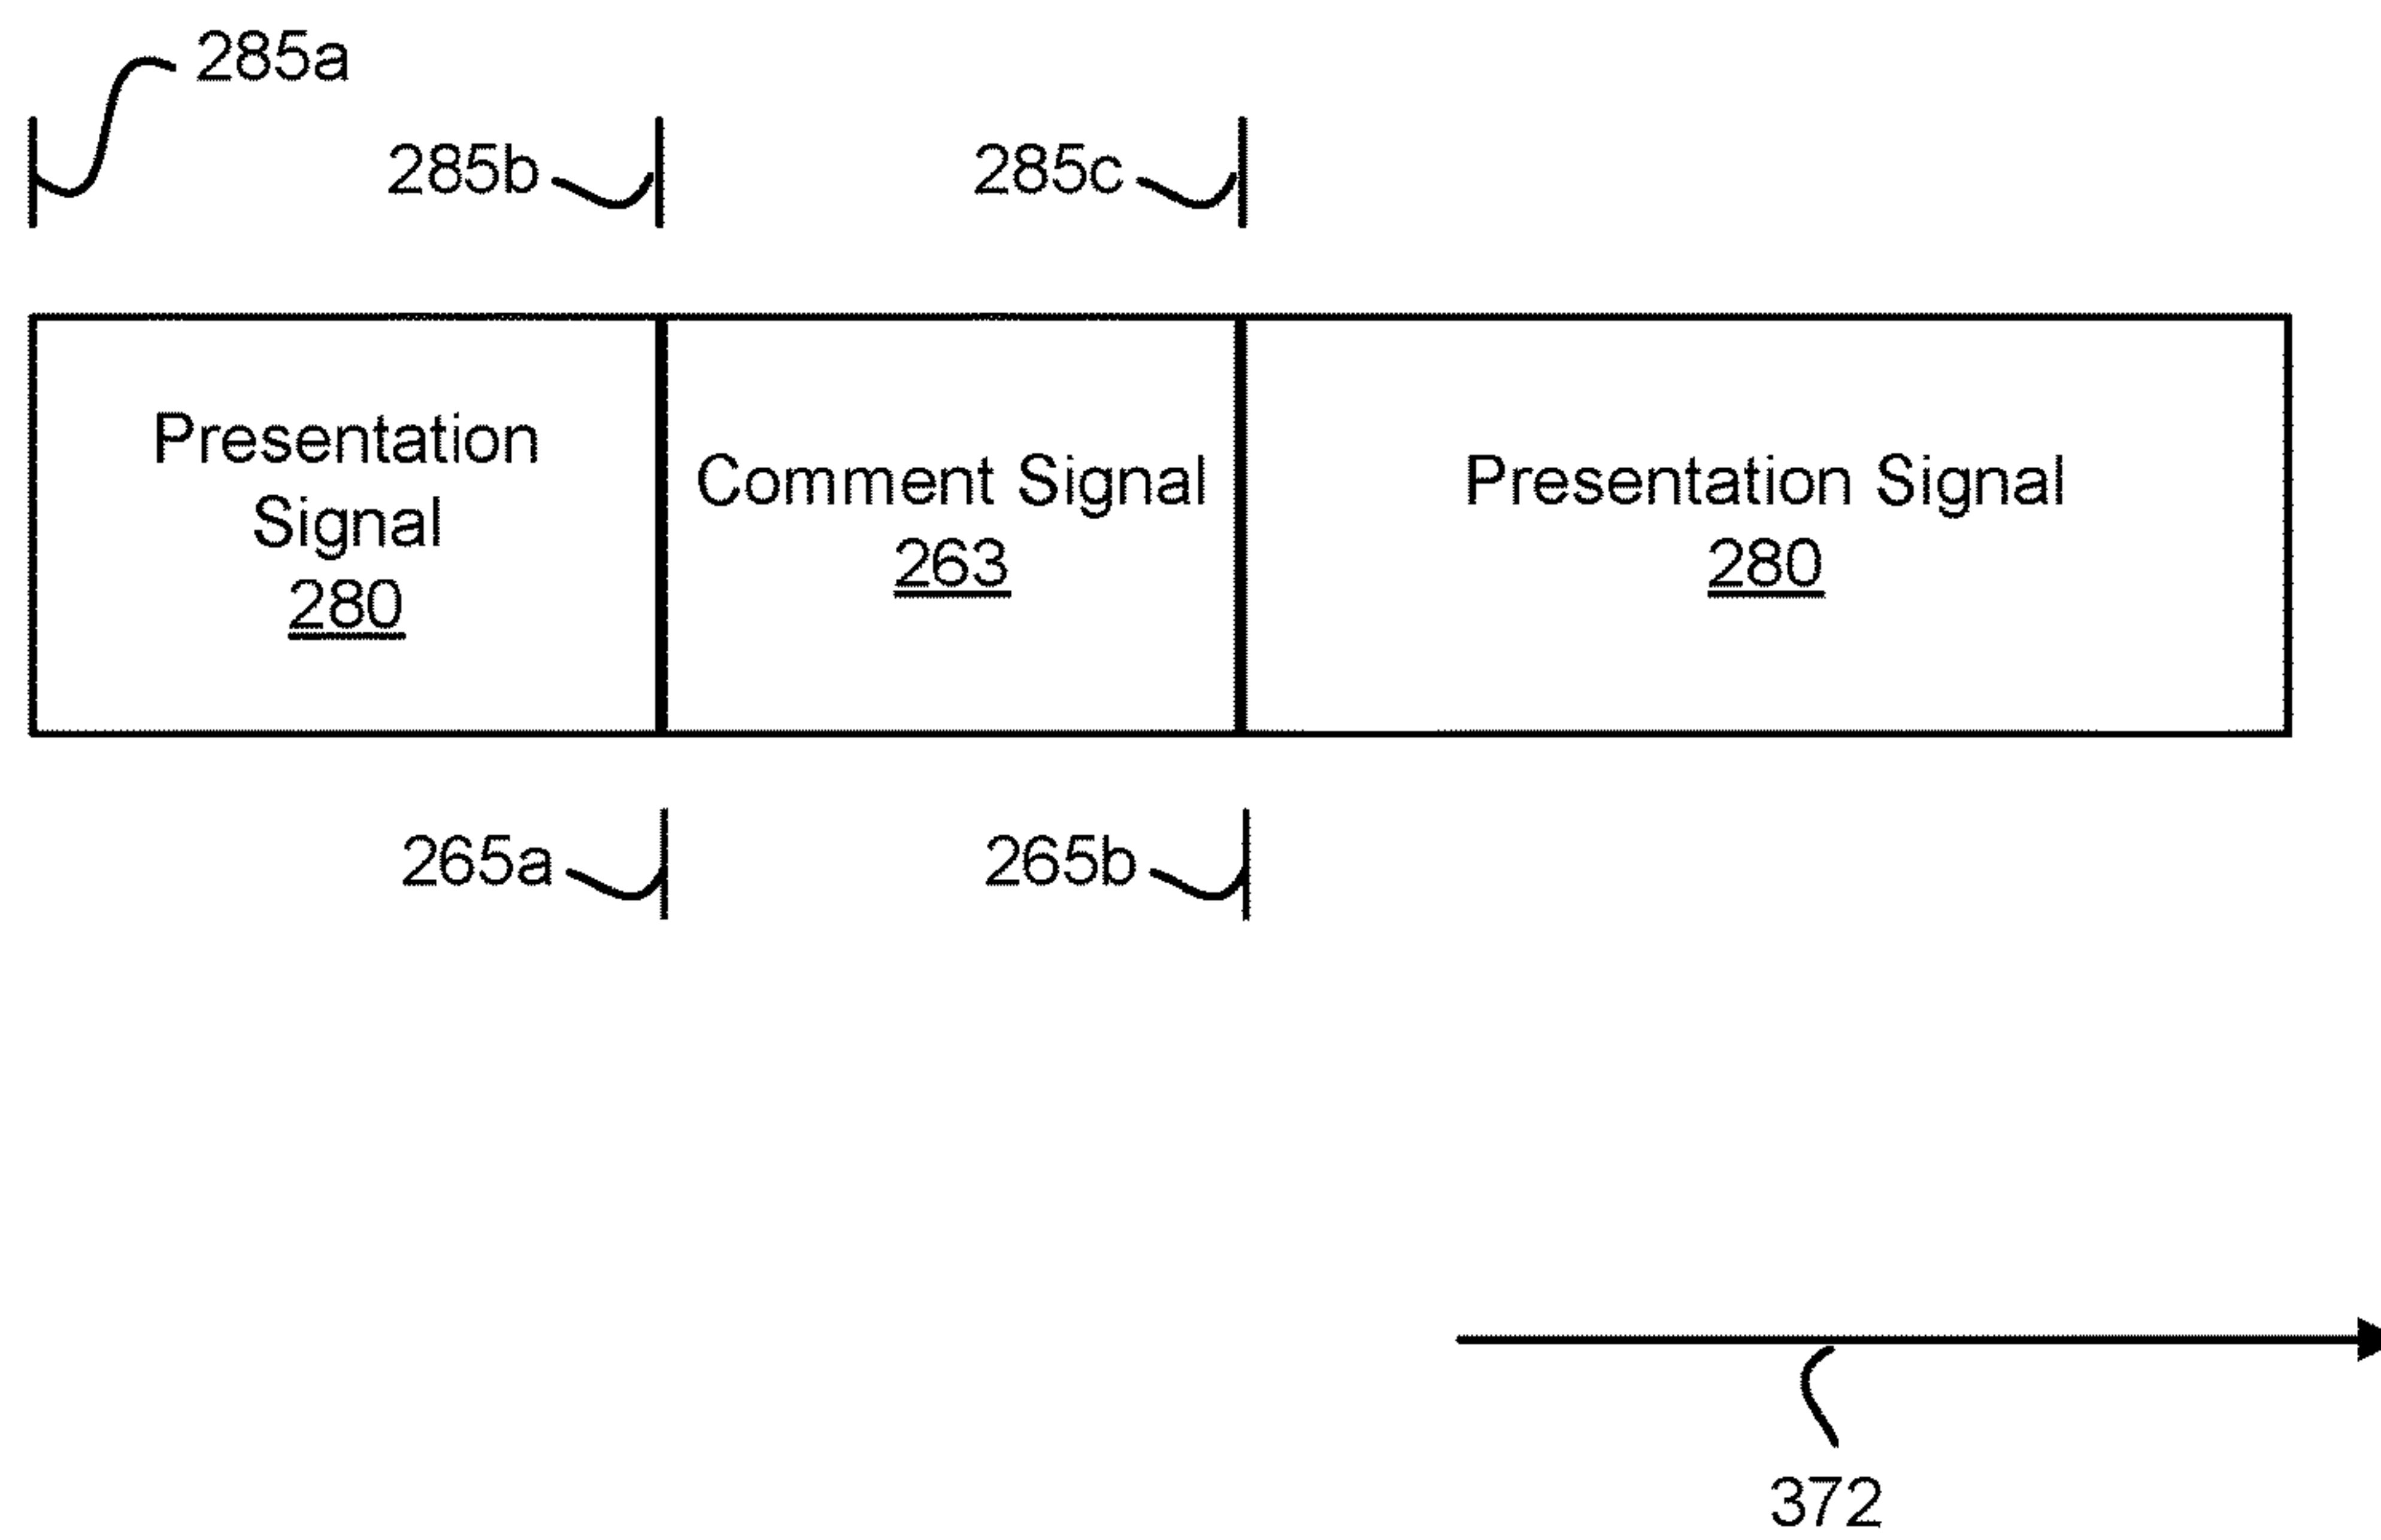 285a
285b
285c
Presentation
Signal
280
Comment Signal
263
Presentation Signal
280
265a
265b
372